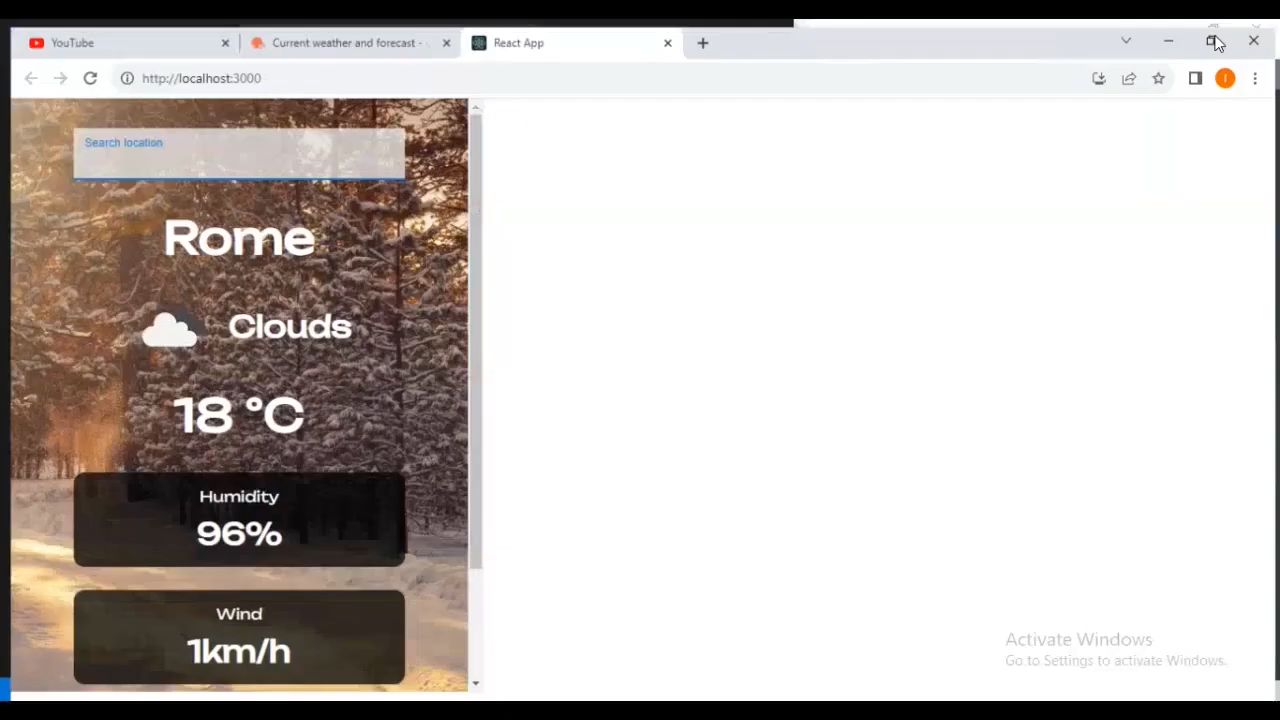 YouTube
Current weather and forecast -
React App
http://localhost:3000
Search location
Rome
Clouds
18 °C
Humidity
96%
Wind
1km/h
Activate Windows
Go to Settings to activate Windows.